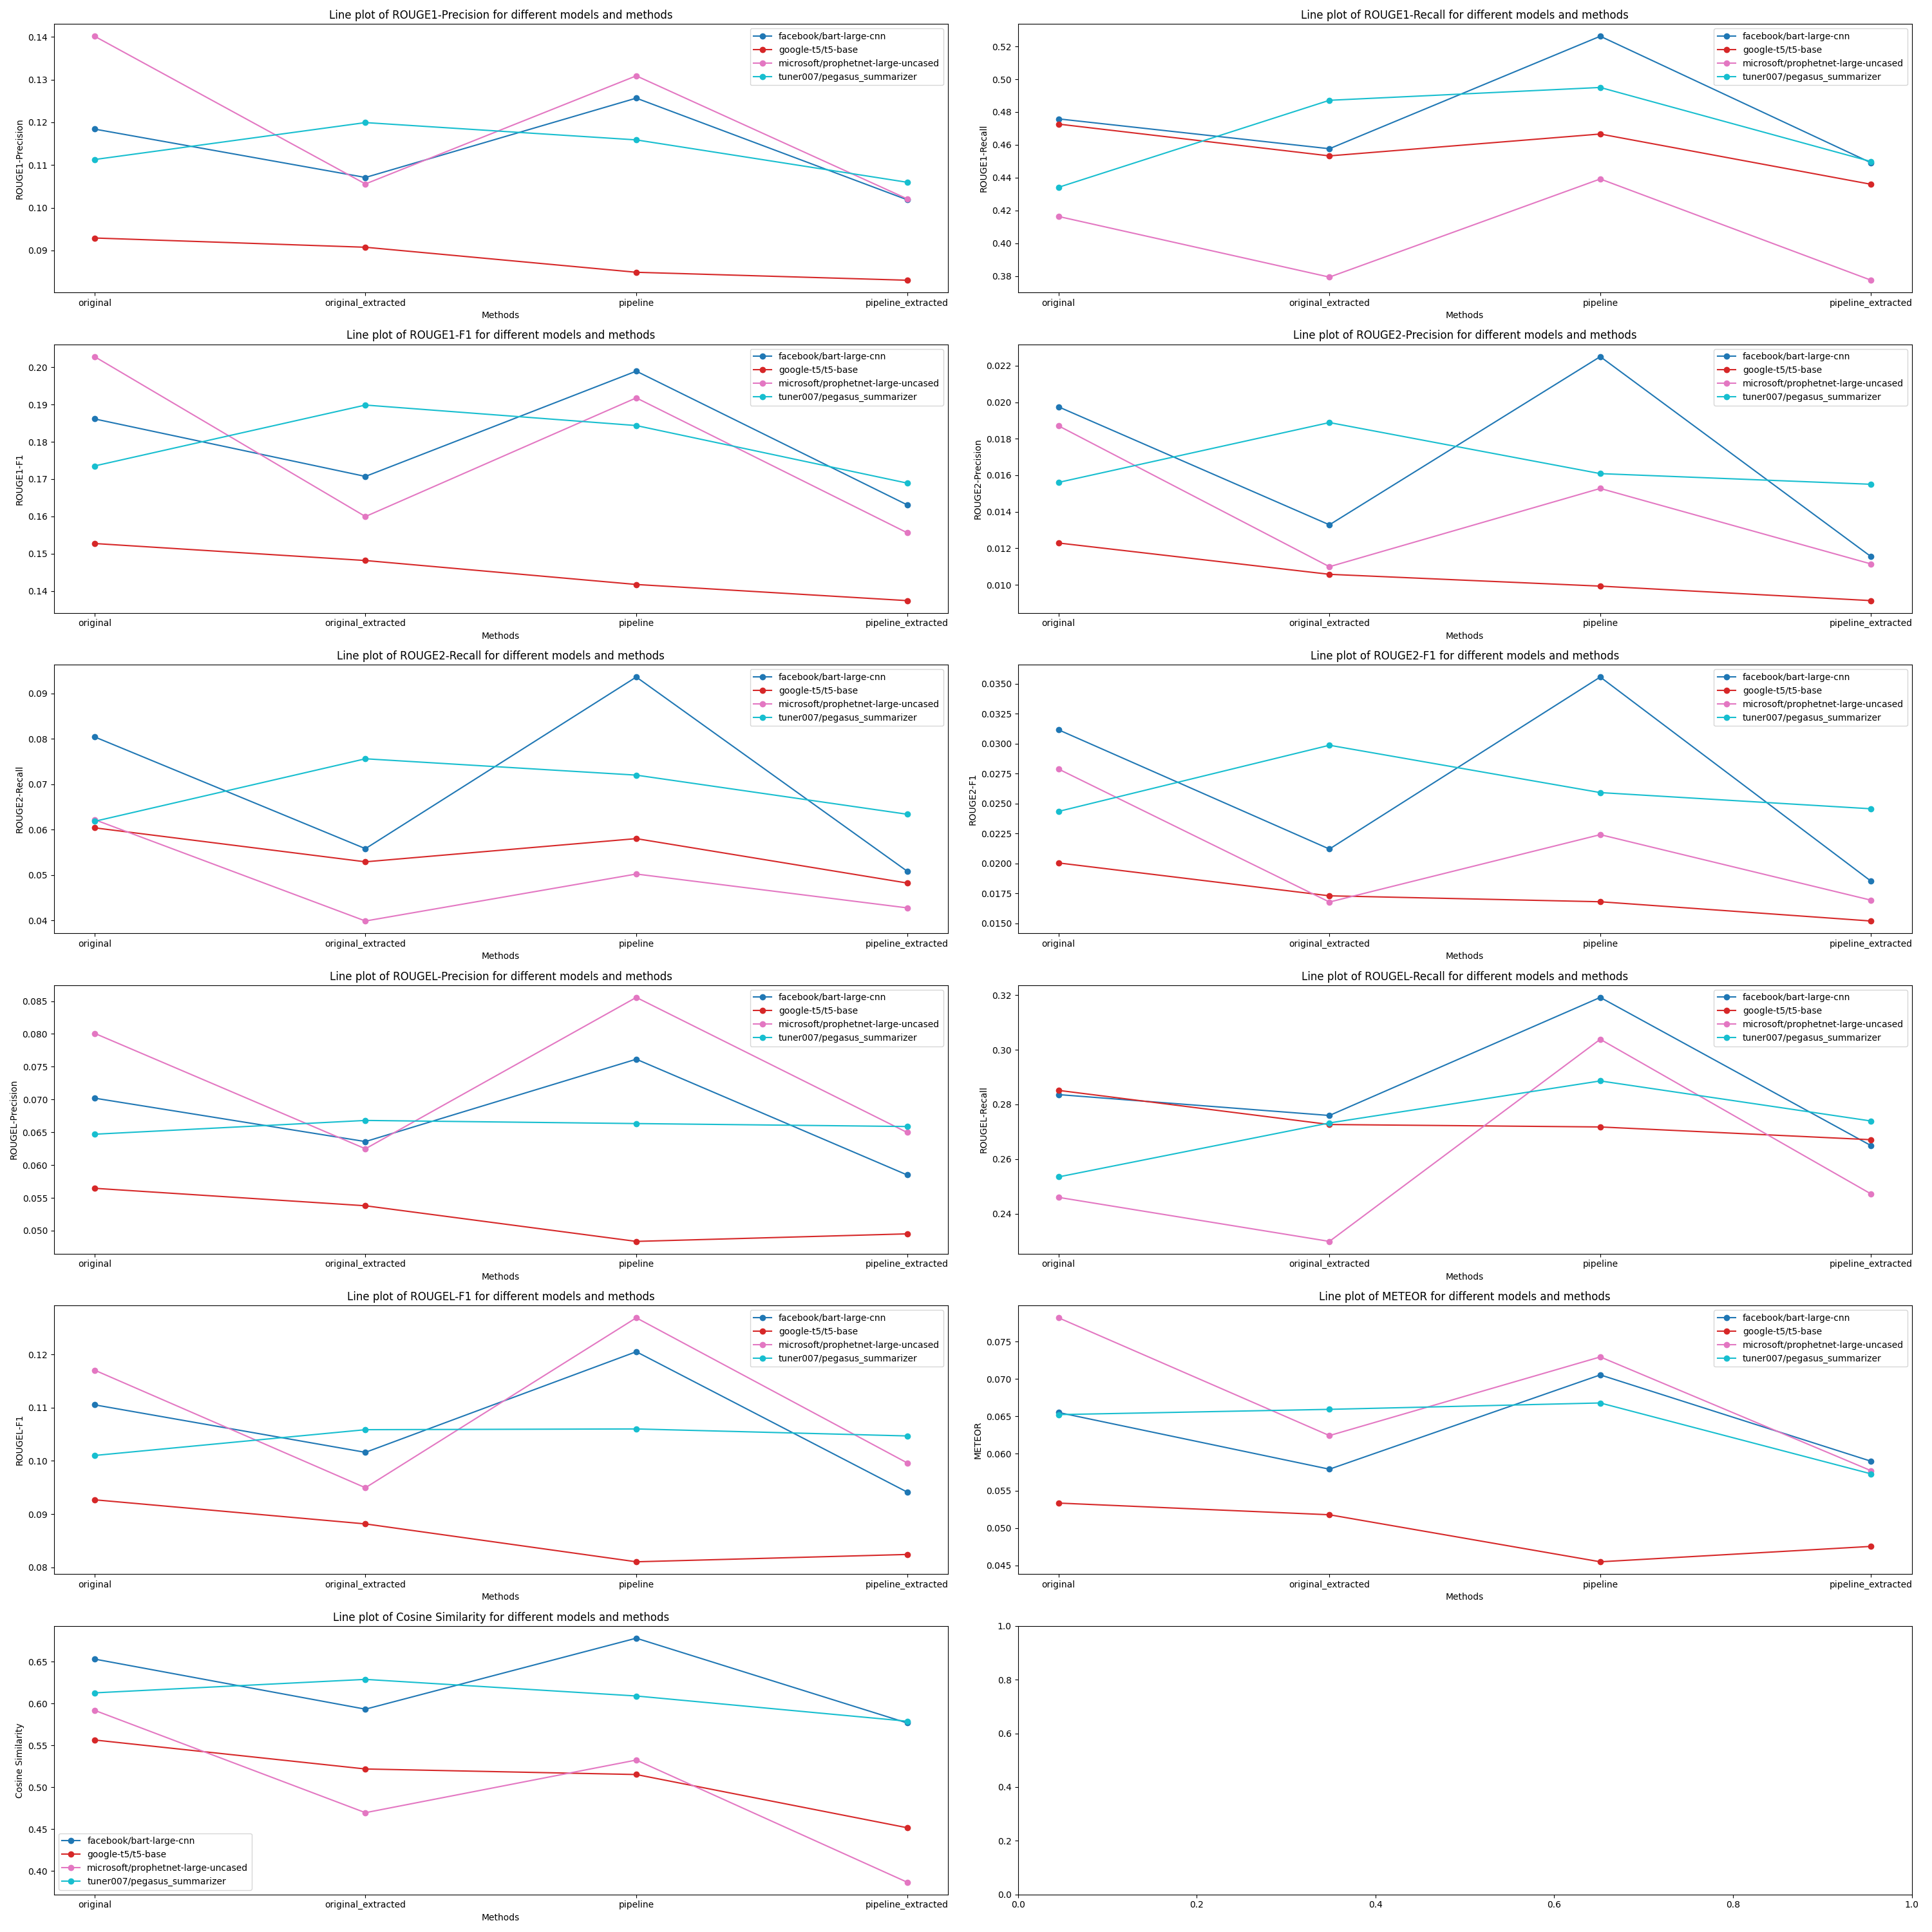 Line plot of ROUGE1-Precision for different models and methods
0.14
0.13
0.12
0.11
0.10
0.09
ROUGE1-Precision
facebook/bart-large-cnn
google-t5/t5-base
microsoft/prophetnet-large-uncased
tuner007/pegasus_summarizer
original original_extracted pipeline pipeline_extracted
Methods
Line plot of ROUGE1-Recall for different models and methods
0.52
0.50
0.48
0.46
0.44
0.42
0.40
0.38
ROUGE1-Recall
facebook/bart-large-cnn
google-t5/t5-base
microsoft/prophetnet-large-uncased
tuner007/pegasus_summarizer
original original_extracted pipeline pipeline_extracted
Methods
Line plot of ROUGE1-F1 for different models and methods
0.20
0.19
0.18
0.17
0.16
0.15
0.14
ROUGE1-F1
facebook/bart-large-cnn
google-t5/t5-base
microsoft/prophetnet-large-uncased
tuner007/pegasus_summarizer
original original_extracted pipeline pipeline_extracted
Methods
Line plot of ROUGE2-Precision for different models and methods
0.022
0.020
0.018
0.016
0.014
0.012
0.010
ROUGE2-Precision
facebook/bart-large-cnn
google-t5/t5-base
microsoft/prophetnet-large-uncased
tuner007/pegasus_summarizer
original original_extracted pipeline pipeline_extracted
Methods
Line plot of ROUGE2-Recall for different models and methods
0.09
0.08
0.07
0.06
0.05
0.04
ROUGE2-Recall
facebook/bart-large-cnn
google-t5/t5-base
microsoft/prophetnet-large-uncased
tuner007/pegasus_summarizer
original original_extracted pipeline pipeline_extracted
Methods
Line plot of ROUGE2-F1 for different models and methods
0.0350
0.0325
0.0300
0.0275
0.0250
0.0225
0.0200
0.0175
0.0150
ROUGE2-F1
facebook/bart-large-cnn
google-t5/t5-base
microsoft/prophetnet-large-uncased
tuner007/pegasus_summarizer
original original_extracted pipeline pipeline_extracted
Methods
Line plot of ROUGEL-Precision for different models and methods
0.085
0.080
0.075
0.070
0.065
0.060
0.055
0.050
ROUGEL-Precision
facebook/bart-large-cnn
google-t5/t5-base
microsoft/prophetnet-large-uncased
tuner007/pegasus_summarizer
original original_extracted pipeline pipeline_extracted
Methods
Line plot of ROUGEL-Recall for different models and methods
0.32
0.30
0.28
0.26
0.24
ROUGEL-Recall
facebook/bart-large-cnn
google-t5/t5-base
microsoft/prophetnet-large-uncased
tuner007/pegasus_summarizer
original original_extracted pipeline pipeline_extracted
Methods
Line plot of ROUGEL-F1 for different models and methods
0.12
0.11
0.10
0.09
0.08
ROUGEL-F1
facebook/bart-large-cnn
google-t5/t5-base
microsoft/prophetnet-large-uncased
tuner007/pegasus_summarizer
original original_extracted pipeline pipeline_extracted
Methods
Line plot of METEOR for different models and methods
0.075
0.070
0.065
0.060
0.055
0.050
0.045
METEOR
facebook/bart-large-cnn
google-t5/t5-base
microsoft/prophetnet-large-uncased
tuner007/pegasus_summarizer
original original_extracted pipeline pipeline_extracted
Methods
Line plot of Cosine Similarity for different models and methods
0.65
0.60
0.55
0.50
0.45
0.40
Cosine Similarity
facebook/bart-large-cnn
google-t5/t5-base
microsoft/prophetnet-large-uncased
tuner007/pegasus_summarizer
original original_extracted pipeline pipeline_extracted
Methods
1.0
0.8
0.6
0.4
0.2
0.0
0.0 0.2 0.4 0.6 0.8 1.0